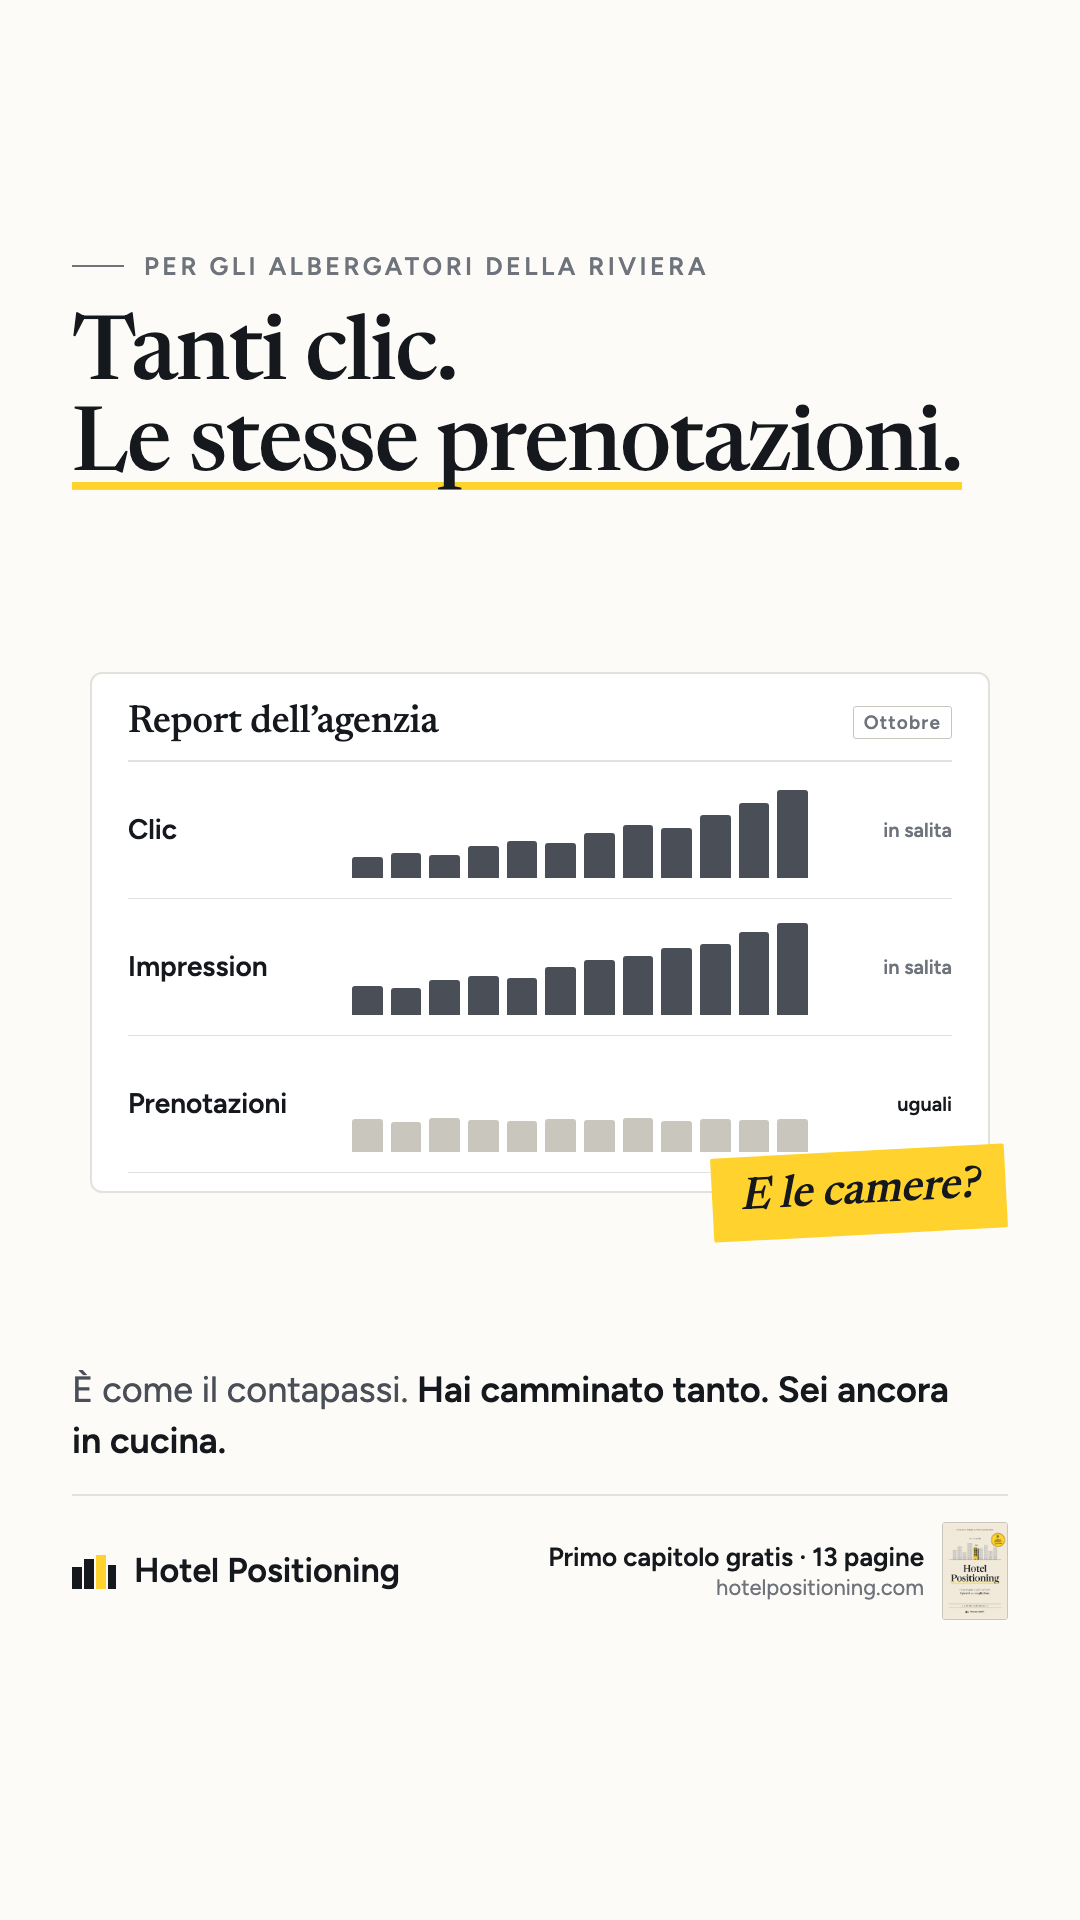 PER GLI ALBERGATORI DELLA RIVIERA
Tanti clic.
Le stesse prenotazioni.
Report dell’agenzia
Ottobre
Clic
in salita
Impression
in salita
Prenotazioni
uguali
E le camere?
È come il contapassi. Hai camminato tanto. Sei ancora
in cucina.
Hotel Positioning
Primo capitolo gratis · 13 pagine
hotelpositioning.com
Hotel
Positioning